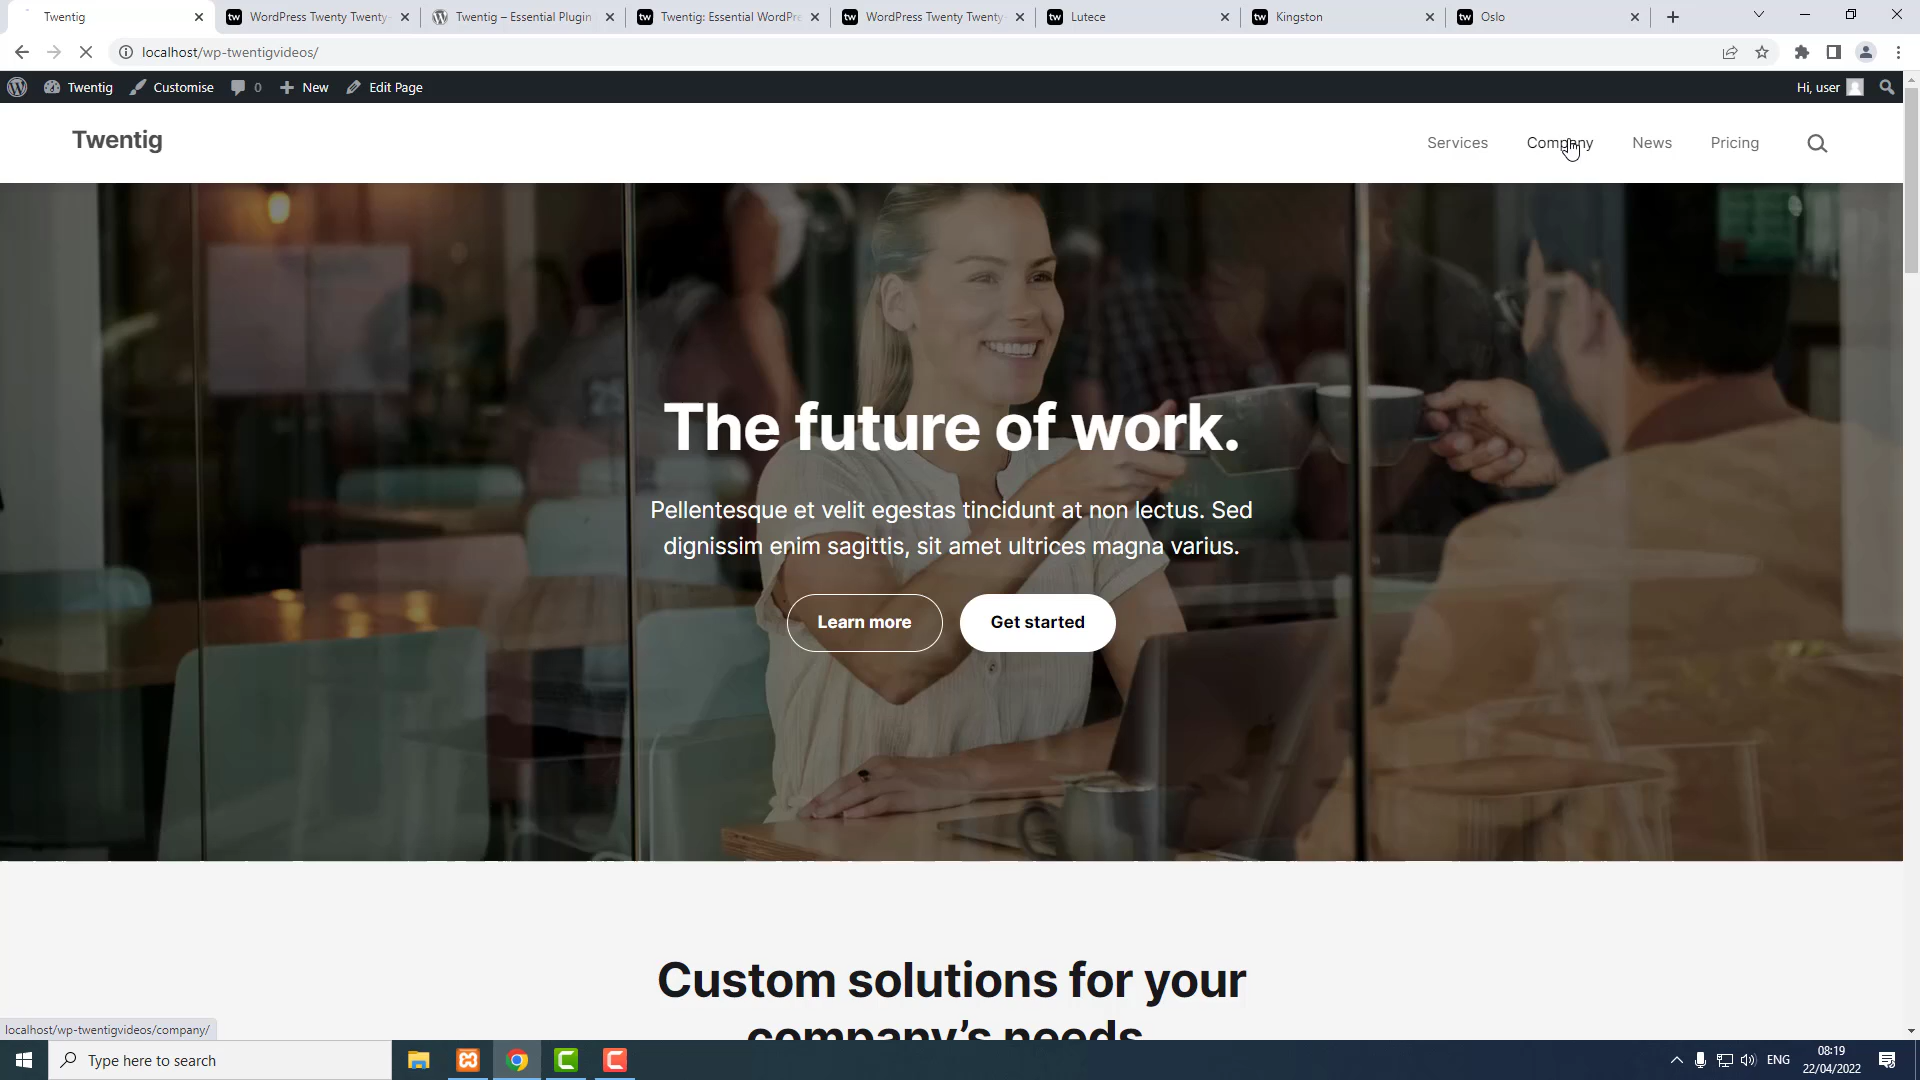 Twentig
WordPress Twenty Twenty-
Twentig – Essential Plugin
Twentig: Essential WordPre
WordPress Twenty Twenty
Lutece
Kingston
Oslo
localhost/wp-twentigvideos/
Twentig
Customise
0
New
Edit Page
Hi, user
Twentig
Services
Company
News
Pricing
The future of work.
Pellentesque et velit egestas tincidunt at non lectus. Sed
dignissim enim sagittis, sit amet ultrices magna varius.
Learn more
Get started
Custom solutions for your
company’s needs
localhost/wp-twentigvideos/company/
Type here to search
ENG
08:19
22/04/2022